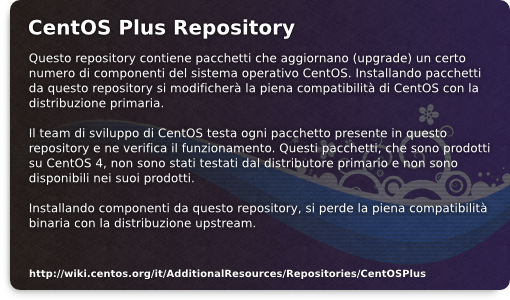 CentOS Plus Repository
Questo repository contiene pacchetti che aggiornano (upgrade) un certo
numero di componenti del sistema operativo CentOS. Installando pacchetti
da questo repository si modificherà la piena compatibilità di CentOS con la
distribuzione primaria.
Il team di sviluppo di CentOS testa ogni pacchetto presente in questo
repository e ne verifica il funzionamento. Questi pacchetti, che sono prodotti
su CentOS 4, non sono stati testati dal distributore primario e non sono
disponibili nei suoi prodotti.
Installando componenti da questo repository, si perde la piena compatibilità
binaria con la distribuzione upstream.
http://wiki.centos.org/it/AdditionalResources/Repositories/CentOSPlus